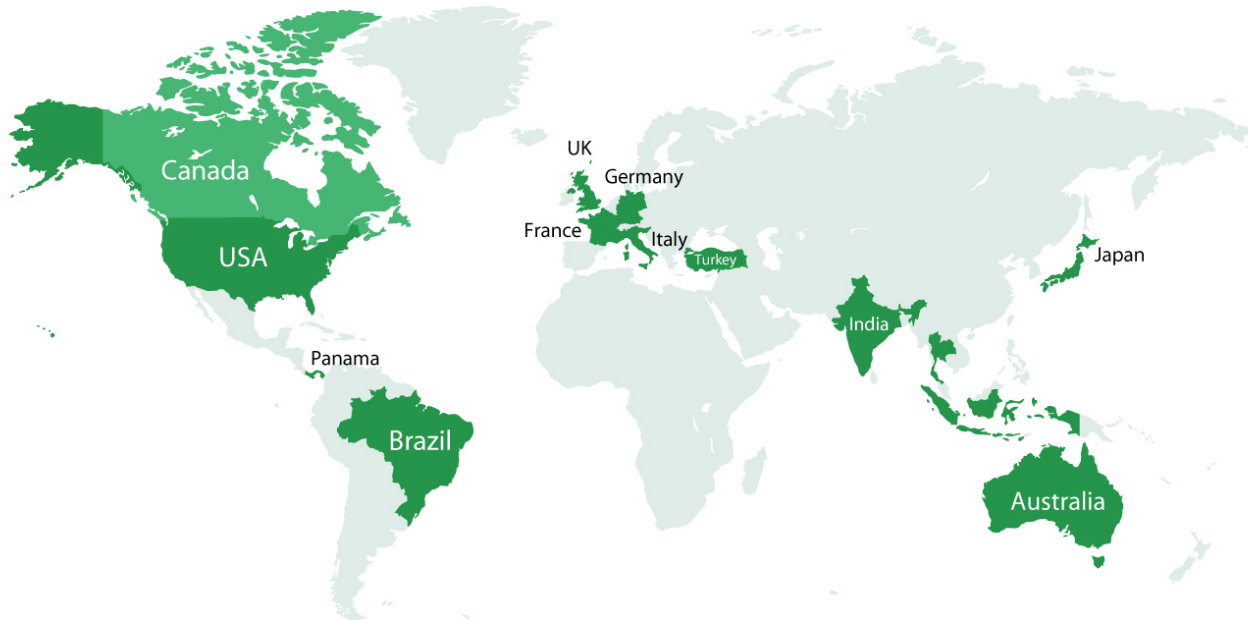 UK
Canada
Germany
France
Italy
USA
Turkey
Japan
India
Panama
Brazil
Australia